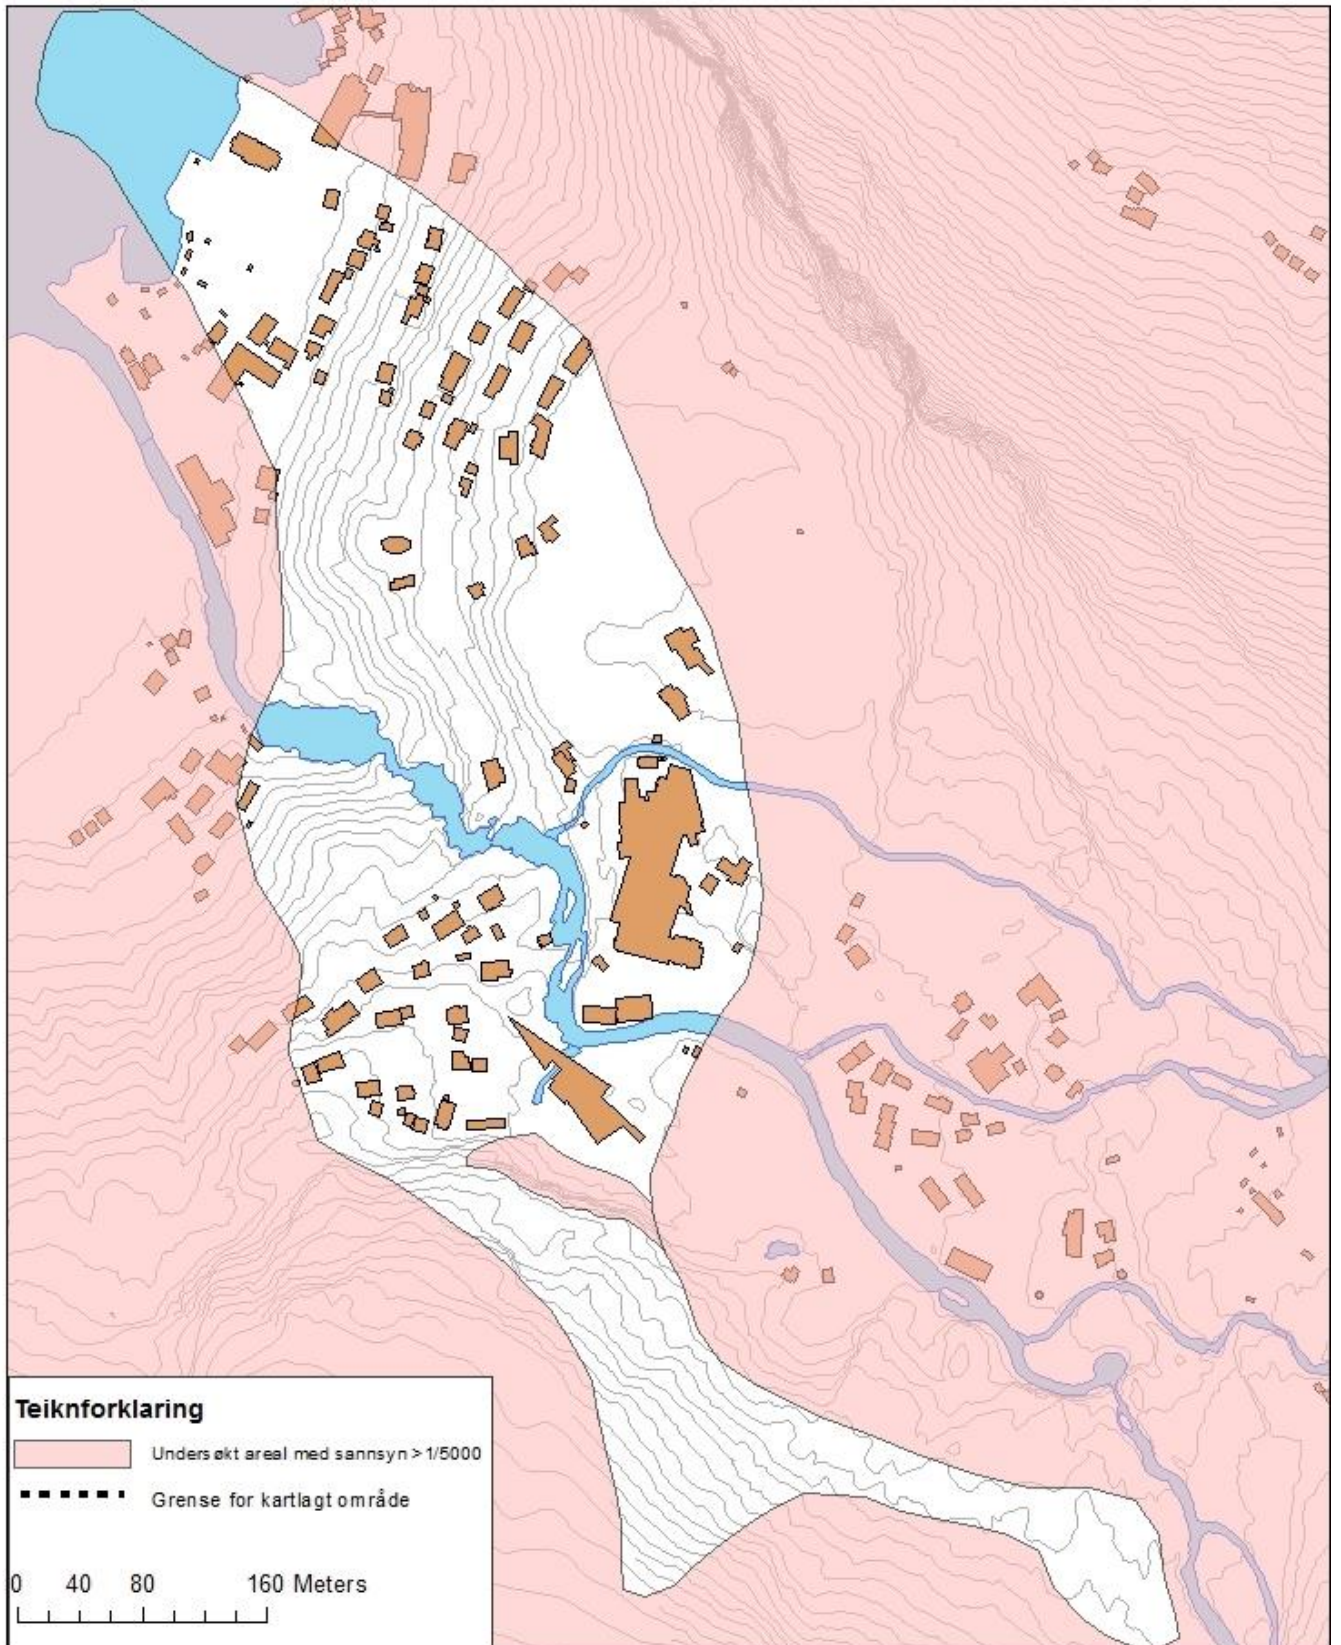 Teiknforklaring
Undersøkt areal med sannsyn >1/5000
Grense for kartlagt område
0 40 80 160 Meters